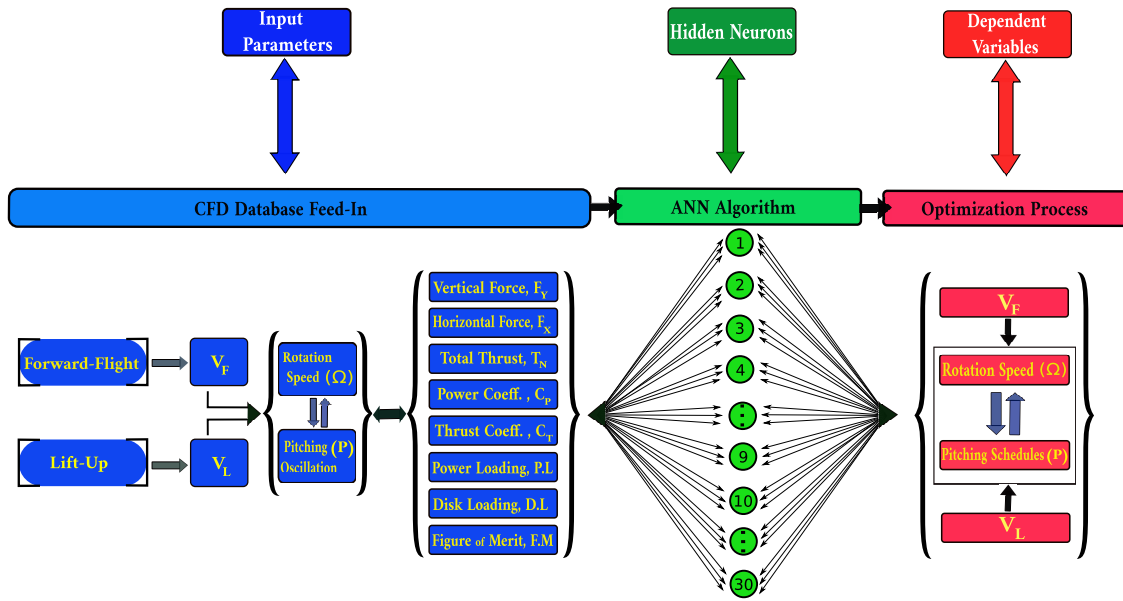 Input
Parameters
Hidden Neurons
Dependent
Variables
CFD Database Feed-In
ANN Algorithm
Optimization Process
Forward-Flight
V_F
Lift-Up
V_L
Rotation
Speed (Ω)
Pitching (P)
Oscillation
Vertical Force, F_Y
Horizontal Force, F_X
Total Thrust, T_N
Power Coeff. , C_P
Thrust Coeff. , C_T
Power Loading, P.L
Disk Loading, D.L
Figure of Merit, F.M
1
2
3
4
⋮
9
10
⋮
30
V_F
Rotation Speed (Ω)
Pitching Schedules (P)
V_L